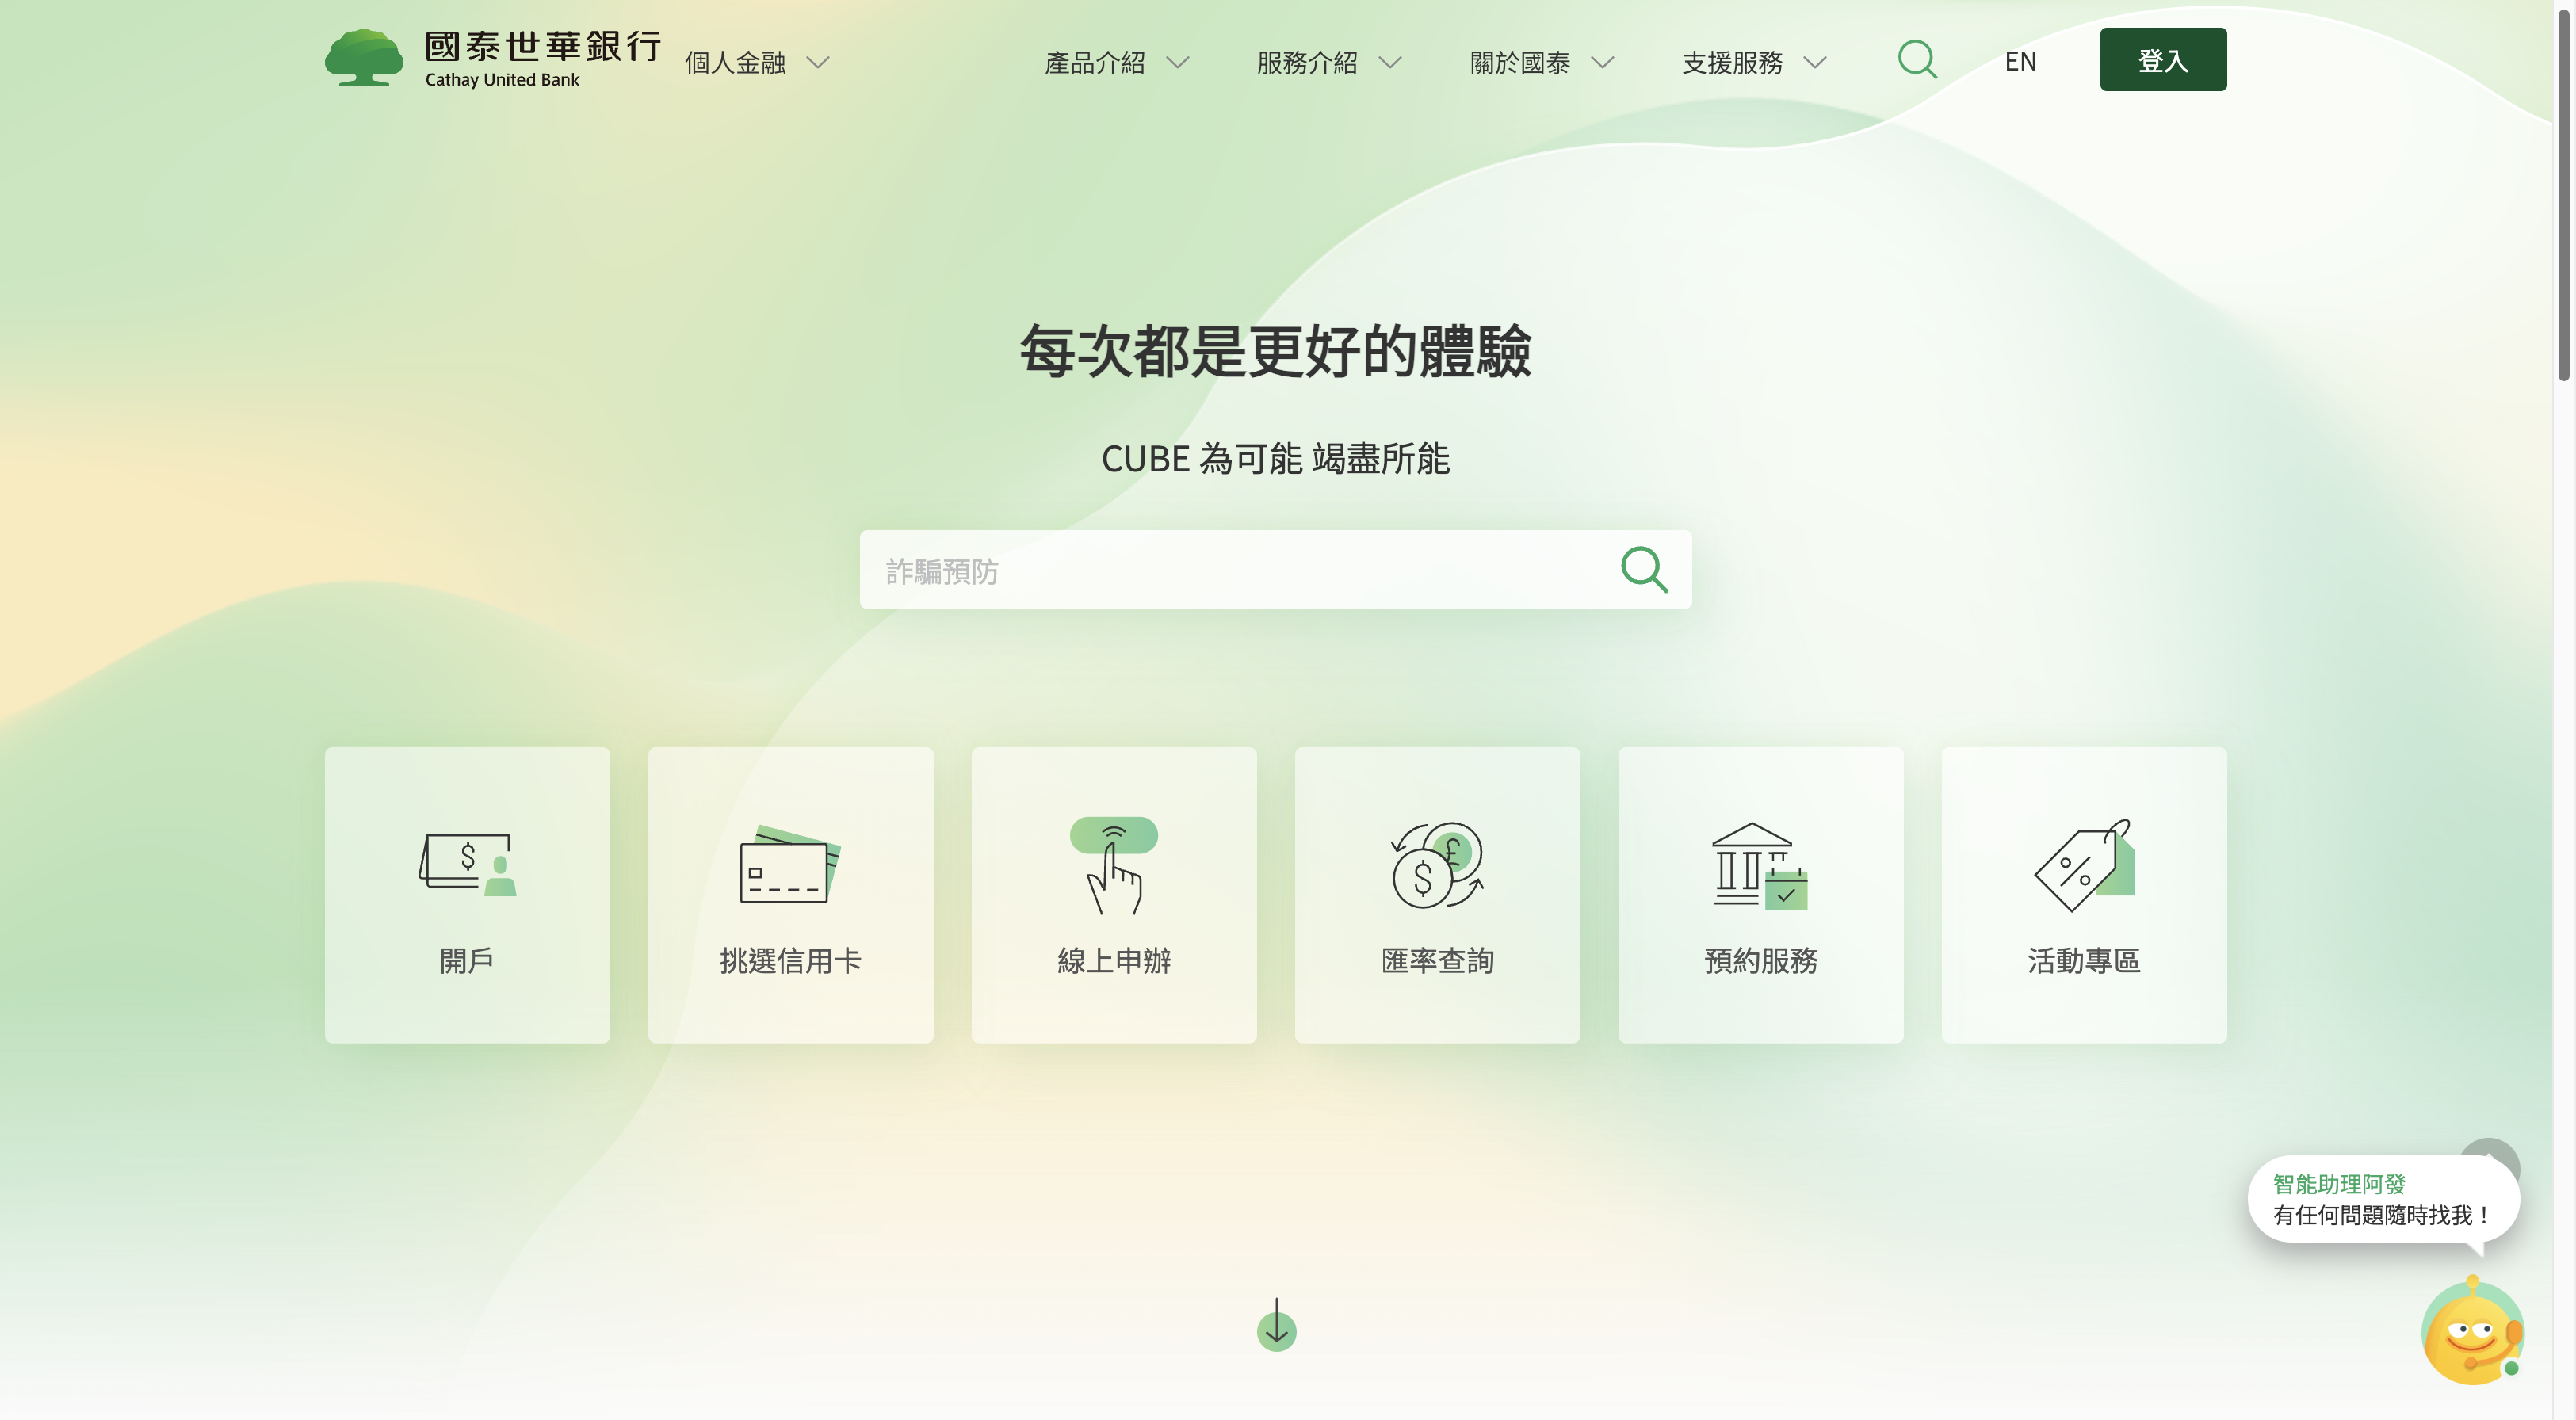 國泰世華銀行
Cathay United Bank
個人金融
產品介紹
服務介紹
關於國泰
支援服務
EN
登入
每次都是更好的體驗
CUBE 為可能 竭盡所能
詐騙預防
開戶
挑選信用卡
線上申辦
匯率查詢
預約服務
活動專區
智能助理阿發
有任何問題隨時找我！